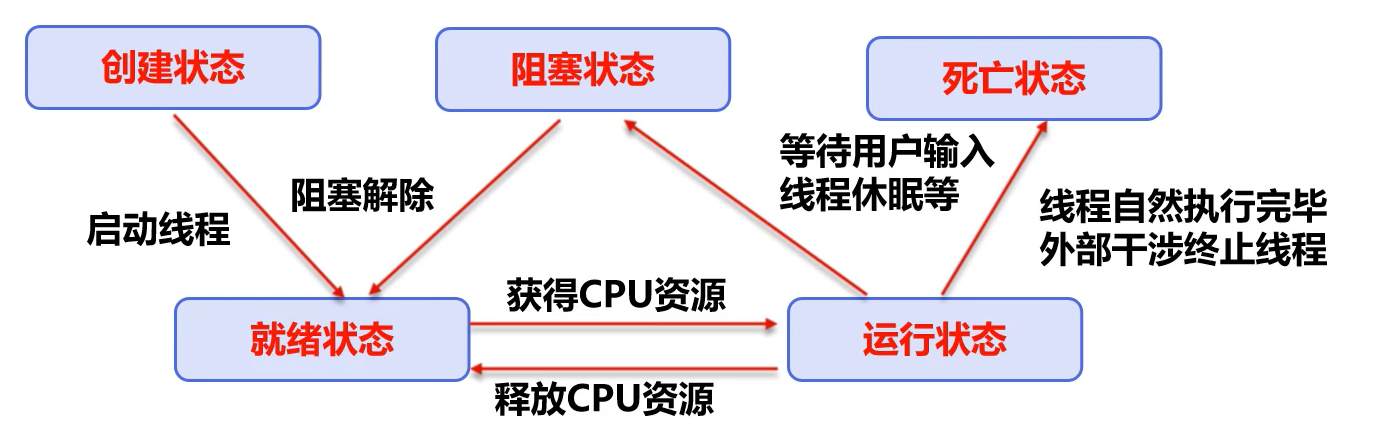 创建状态
阻塞状态
死亡状态
等待用户输入
线程休眠等
阻塞解除
启动线程
线程自然执行完毕
外部干涉终止线程
获得CPU资源
就绪状态
运行状态
释放CPU资源